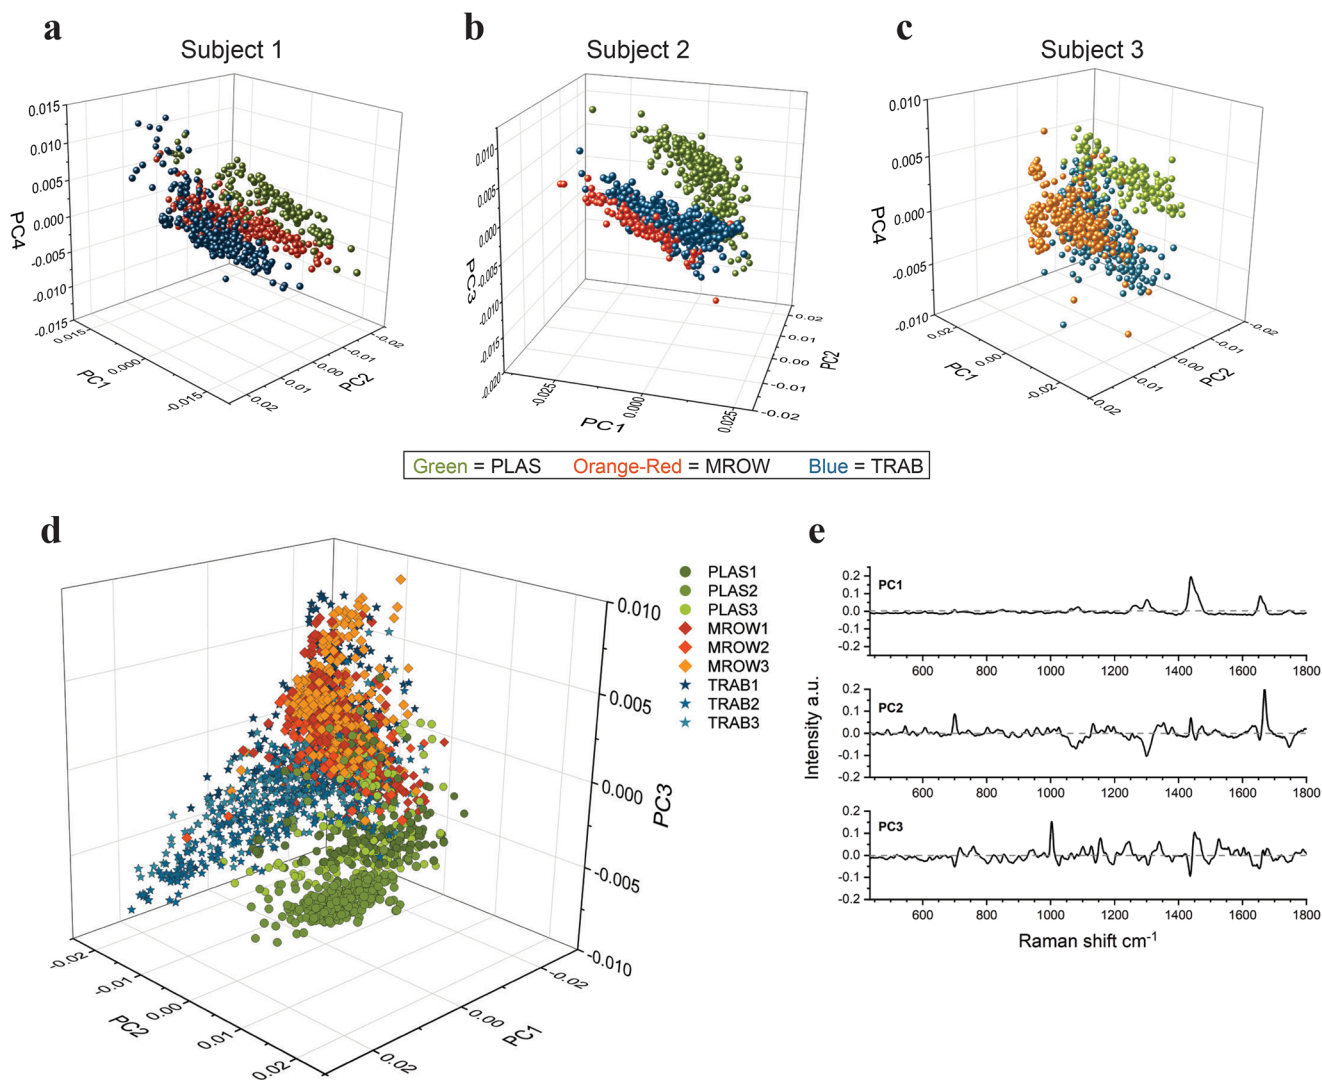 a
Subject 1
0.015
0.010
0.005
0.000
-0.005
-0.010
-0.015
PC4
0.015
0.000
-0.015
PC1
-0.02
-0.01
0.00
0.01
0.02
PC2
b
Subject 2
0.010
0.005
0.000
-0.005
-0.010
-0.015
-0.020
PC3
-0.025
0.000
0.025
PC1
0.02
0.01
0.00
-0.01
-0.02
PC2
c
Subject 3
0.010
0.005
0.000
-0.005
-0.010
PC4
0.02
0.00
-0.02
PC1
-0.02
-0.01
0.00
0.01
0.02
PC2
Green = PLAS Orange-Red = MROW Blue = TRAB
d
PLAS1
PLAS2
PLAS3
MROW1
MROW2
MROW3
TRAB1
TRAB2
TRAB3
0.010
0.005
0.000
-0.005
-0.010
PC3
-0.02
-0.01
0.00
0.01
0.02
PC2
-0.02
0.00
0.02
PC1
e
Intensity a.u.
PC1
0.2
0.1
0.0
-0.1
-0.2
600 800 1000 1200 1400 1600 1800
PC2
0.2
0.1
0.0
-0.1
-0.2
600 800 1000 1200 1400 1600 1800
PC3
0.2
0.1
0.0
-0.1
-0.2
600 800 1000 1200 1400 1600 1800
Raman shift cm-1